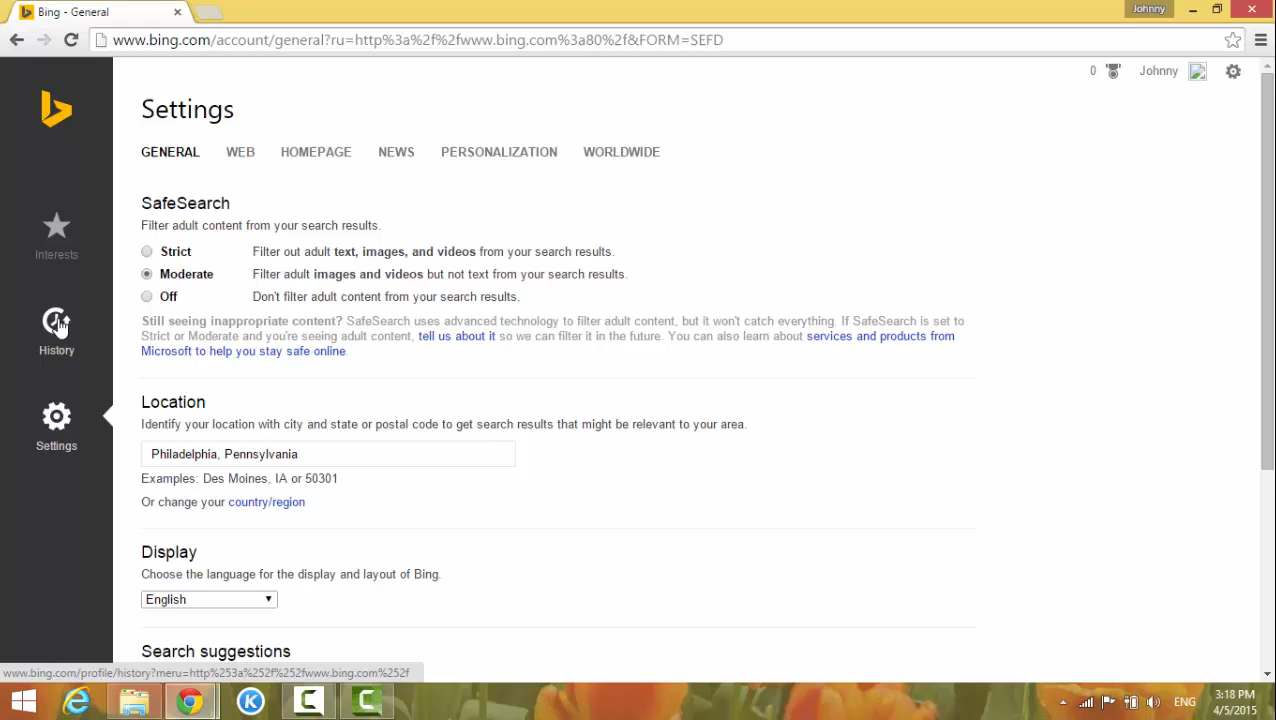 Bing - General
Johnny
www.bing.com/account/general?ru=http%3a%2f%2fwww.bing.com%3a80%2f&FORM=SEFD
0
Johnny
Settings
GENERAL WEB HOMEPAGE NEWS PERSONALIZATION WORLDWIDE
Interests
History
Settings
SafeSearch
Filter adult content from your search results.
Strict Filter out adult text, images, and videos from your search results.
Moderate Filter adult images and videos but not text from your search results.
Off Don't filter adult content from your search results.
Still seeing inappropriate content? SafeSearch uses advanced technology to filter adult content, but it won't catch everything. If SafeSearch is set to
Strict or Moderate and you're seeing adult content, tell us about it so we can filter it in the future. You can also learn about services and products from
Microsoft to help you stay safe online.
Location
Identify your location with city and state or postal code to get search results that might be relevant to your area.
Philadelphia, Pennsylvania
Examples: Des Moines, IA or 50301
Or change your country/region
Display
Choose the language for the display and layout of Bing.
English
Search suggestions
www.bing.com/profile/history?meru=http%253a%252f%252fwww.bing.com%252f
K
ENG
3:18 PM
4/5/2015